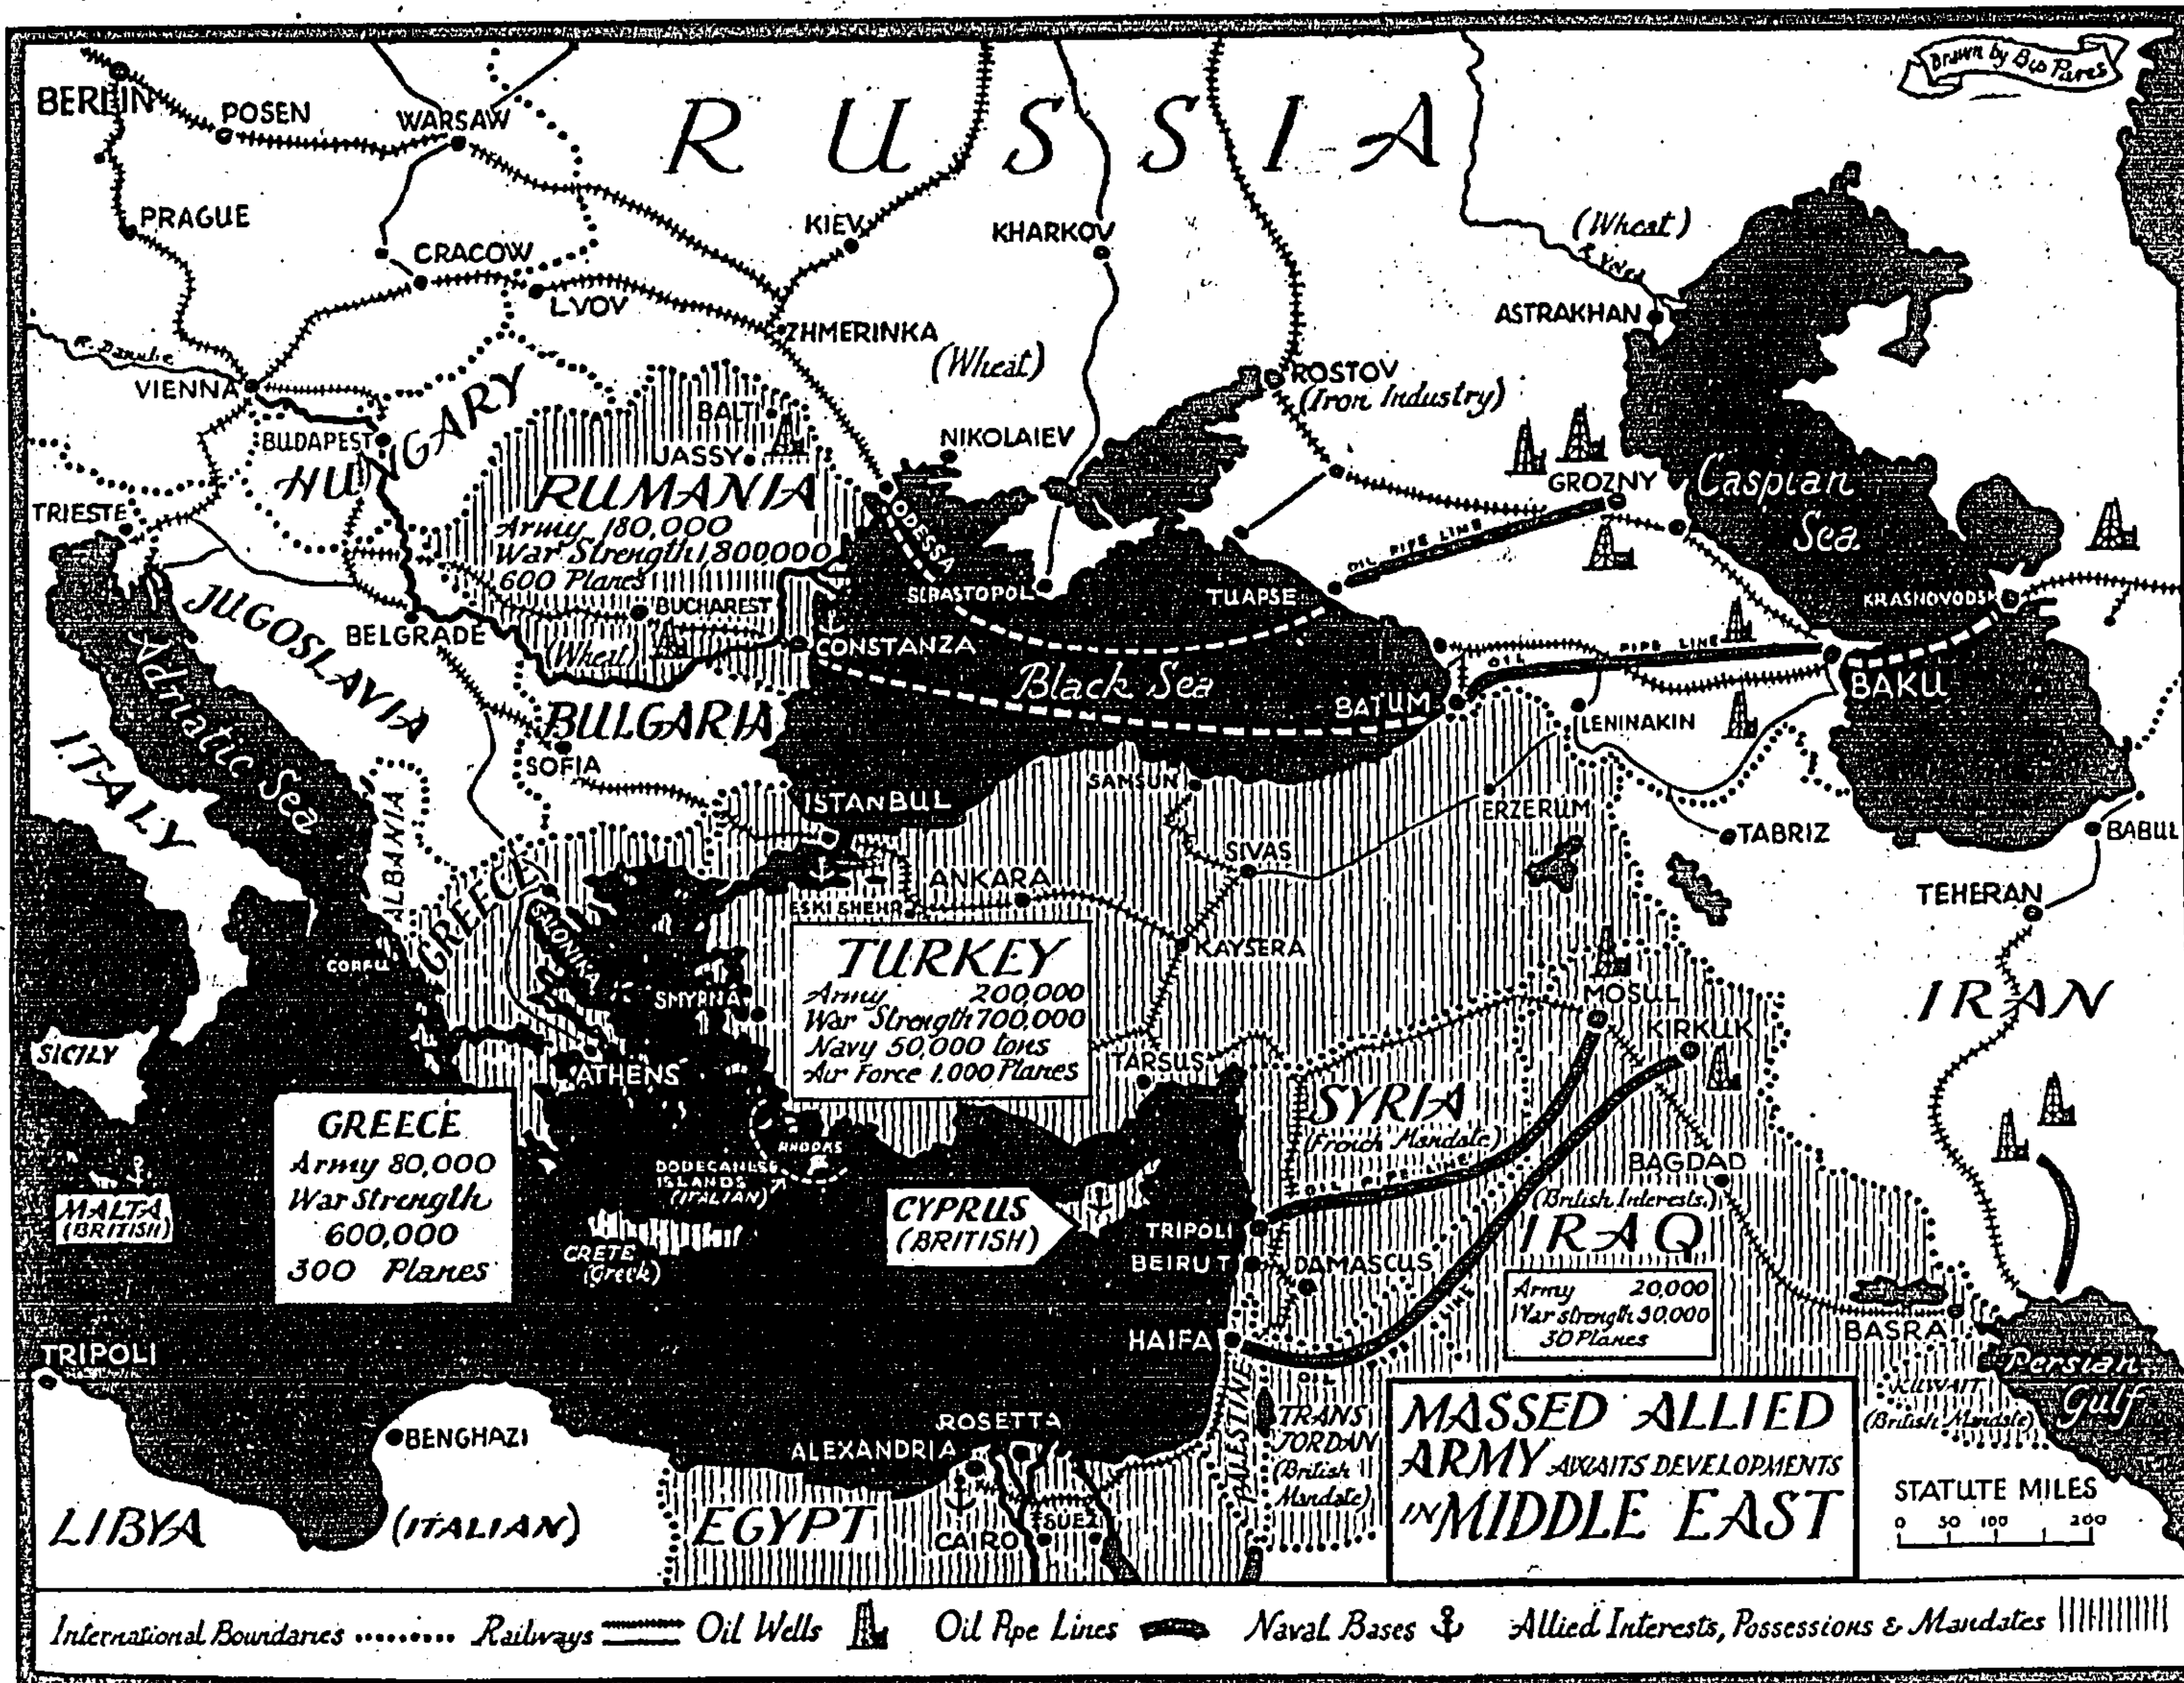 Drawn by Bip Pares
BERLIN
POSEN
WARSAW
RUSSIA
PRAGUE
CRACOW
LVOV
KIEV
KHARKOV
(Wheat)
R. Volga
ASTRAKHAN
ZHMERINKA
(Wheat)
R. Danube
VIENNA
ROSTOV
(Iron Industry)
BUDAPEST
HUNGARY
BALTI
JASSY
NIKOLAIEV
GROZNY
Caspian
Sea
RUMANIA
Army 180,000
War Strength 1,800,000
600 Planes
BUCHAREST
(Wheat)
CONSTANZA
ODESSA
SEBASTOPOL
TUAPSE
OIL PIPE LINE
KRASNOVODSK
TRIESTE
JUGOSLAVIA
BELGRADE
Adriatic Sea
ITALY
Black Sea
BATUM
OIL PIPE LINE
BAKU
LENINAKIN
BULGARIA
SOFIA
ISTANBUL
SAMSUN
ERZERUM
TABRIZ
BABUL
ALBANIA
GREECE
SALONIKA
SIVAS
ANKARA
ESKI SHEHR
KAYSERA
TEHERAN
IRAN
CORFU
SMYRNA
TURKEY
Army 200,000
War Strength 700,000
Navy 50,000 tons
Air Force 1,000 Planes
MOSUL
KIRKUK
TARSUS
SICILY
ATHENS
GREECE
Army 80,000
War Strength
600,000
300 Planes
MALTA
(BRITISH)
RHODES
DODECANESE
ISLANDS
(ITALIAN)
CRETE
(Greek)
CYPRUS
(BRITISH)
SYRIA
(French Mandate)
OIL PIPE LINE
BAGDAD
(British Interests)
IRAQ
Army 20,000
War strength 30,000
30 Planes
TRIPOLI
BEIRUT
DAMASCUS
HAIFA
OIL
LINE
BASRA
Persian
Gulf
KUWAIT
(British Mandate)
TRIPOLI
BENGHAZI
LIBYA
(ITALIAN)
ROSETTA
ALEXANDRIA
EGYPT
CAIRO
SUEZ
PALESTINE
TRANS
JORDAN
(British
Mandate)
MASSED ALLIED
ARMY AWAITS DEVELOPMENTS
IN MIDDLE EAST
STATUTE MILES
0 50 100 200
International Boundaries Railways Oil Wells Oil Pipe Lines Naval Bases Allied Interests, Possessions & Mandates